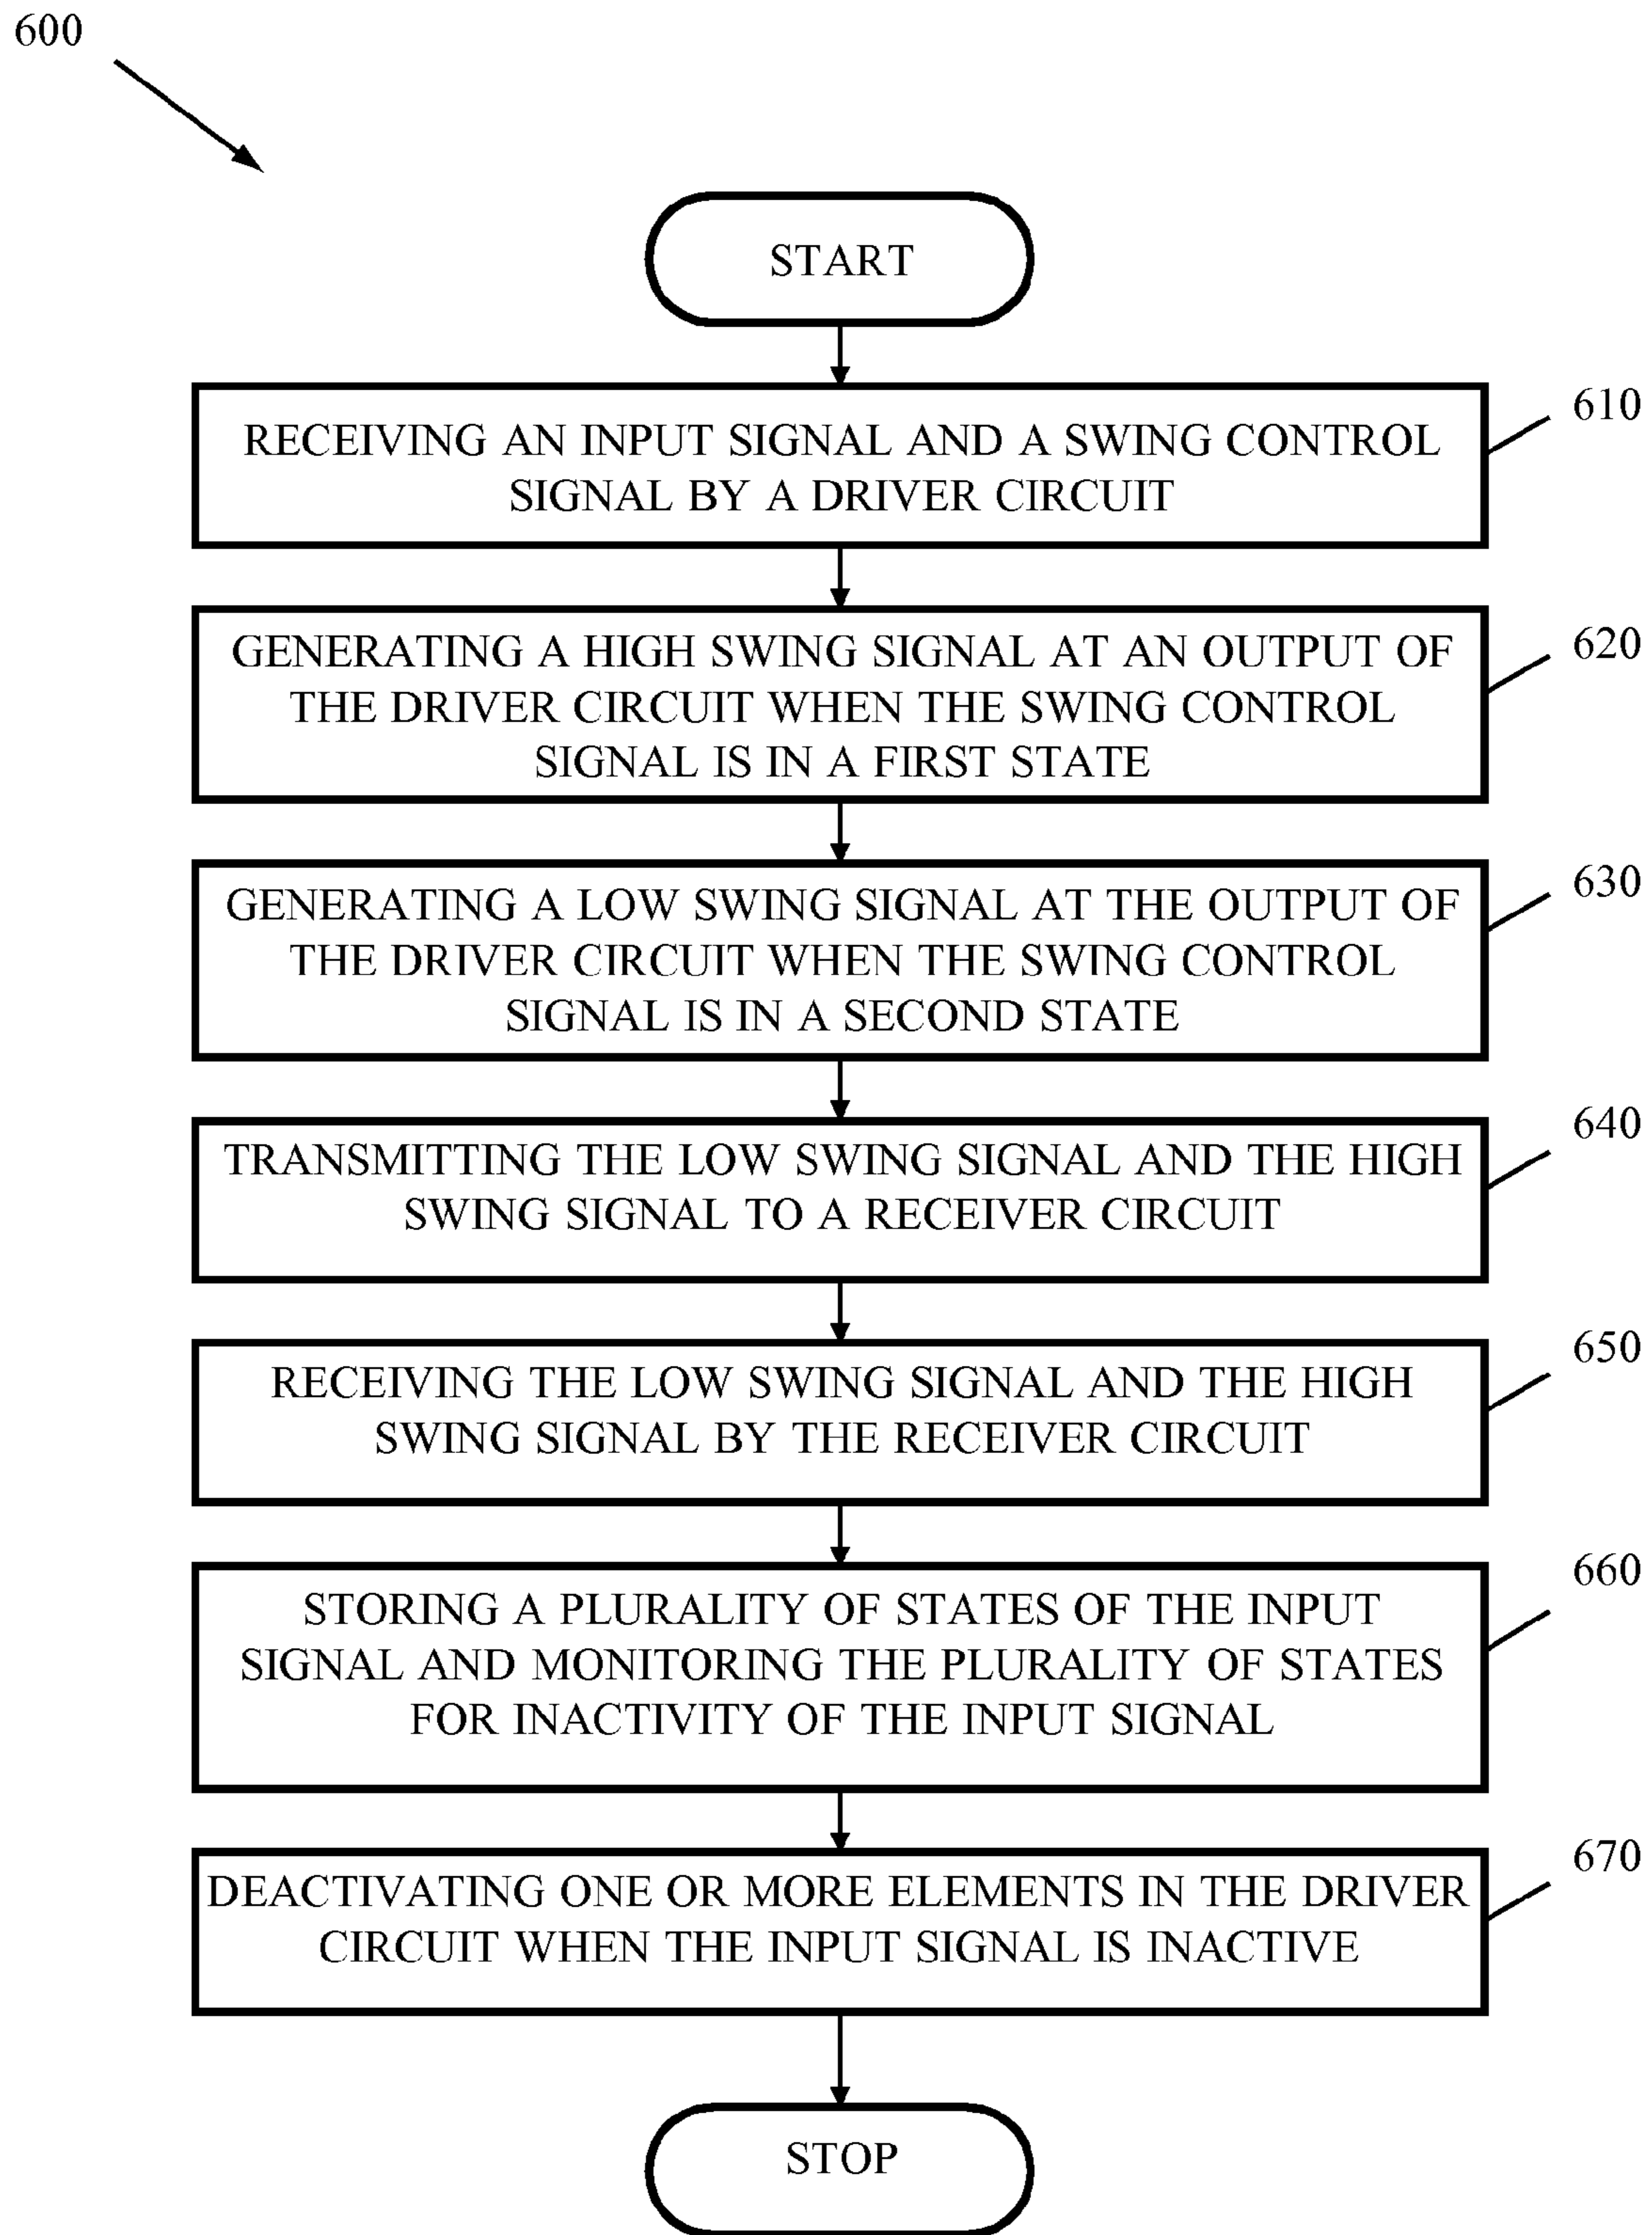 600
START
610
RECEIVING AN INPUT SIGNAL AND A SWING CONTROL
SIGNAL BY A DRIVER CIRCUIT
620
GENERATING A HIGH SWING SIGNAL AT AN OUTPUT OF
THE DRIVER CIRCUIT WHEN THE SWING CONTROL
SIGNAL IS IN A FIRST STATE
630
GENERATING A LOW SWING SIGNAL AT THE OUTPUT OF
THE DRIVER CIRCUIT WHEN THE SWING CONTROL
SIGNAL IS IN A SECOND STATE
640
TRANSMITTING THE LOW SWING SIGNAL AND THE HIGH
SWING SIGNAL TO A RECEIVER CIRCUIT
650
RECEIVING THE LOW SWING SIGNAL AND THE HIGH
SWING SIGNAL BY THE RECEIVER CIRCUIT
660
STORING A PLURALITY OF STATES OF THE INPUT
SIGNAL AND MONITORING THE PLURALITY OF STATES
FOR INACTIVITY OF THE INPUT SIGNAL
670
DEACTIVATING ONE OR MORE ELEMENTS IN THE DRIVER
CIRCUIT WHEN THE INPUT SIGNAL IS INACTIVE
STOP